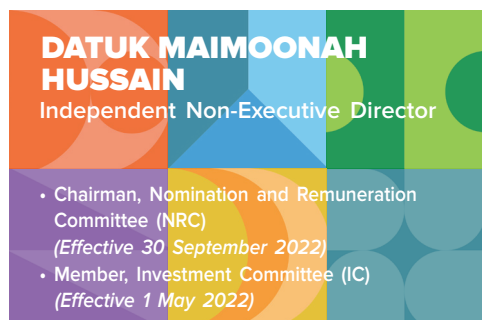 DATUK MAIMOONAH
HUSSAIN
Independent Non-Executive Director
• Chairman, Nomination and Remuneration
Committee (NRC)
(Effective 30 September 2022)
• Member, Investment Committee (IC)
(Effective 1 May 2022)